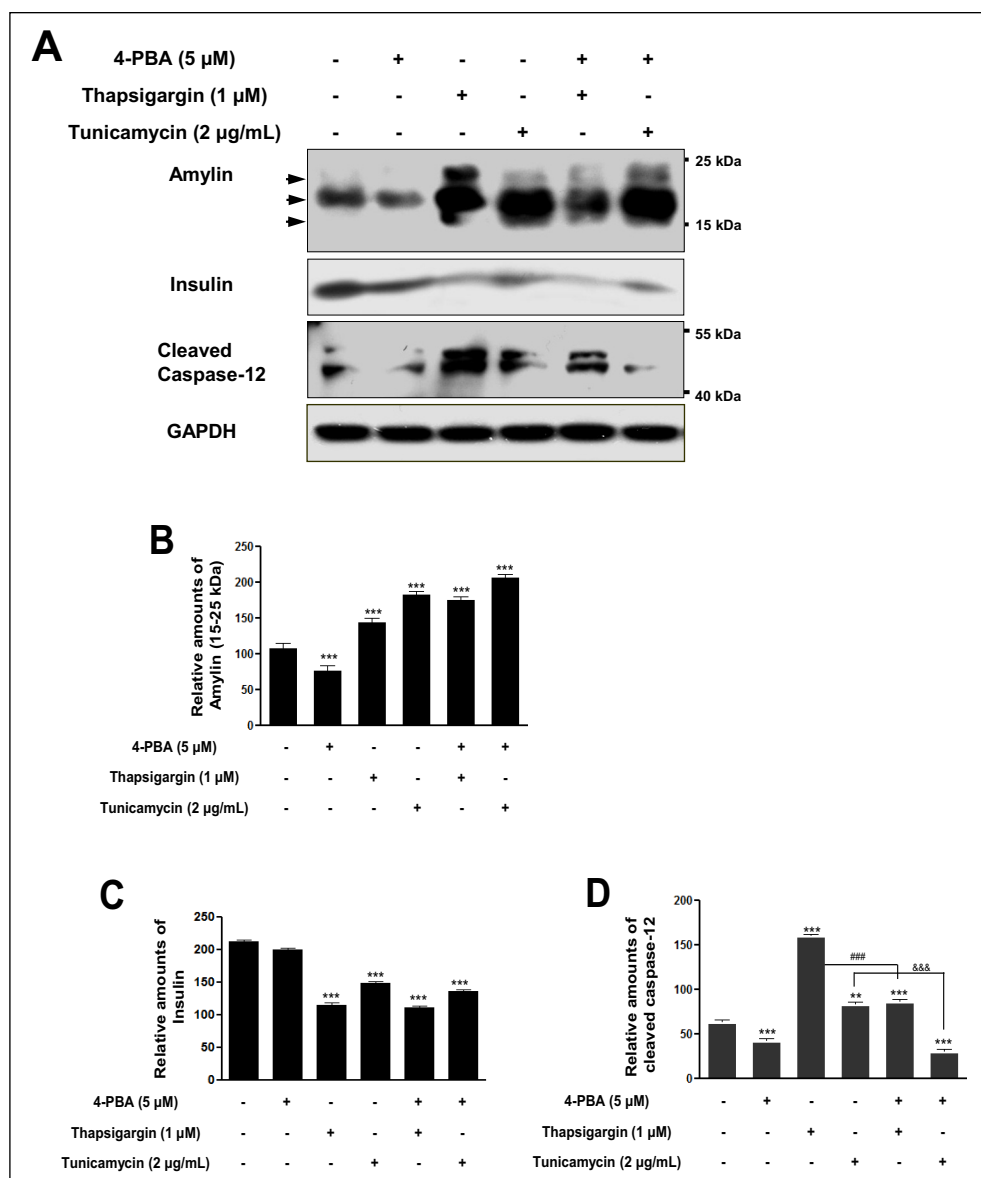 A
4-PBA (5 µM) - + - - + +
Thapsigargin (1 µM) - - + - + -
Tunicamycin (2 µg/mL) - - - + - +
Amylin
25 kDa
15 kDa
Insulin
Cleaved
Caspase-12
55 kDa
40 kDa
GAPDH
B
Relative amounts of
Amylin (15-25 kDa)
250
200
150
100
50
0
*** *** *** *** ***
4-PBA (5 µM) - + - - + +
Thapsigargin (1 µM) - - + - + -
Tunicamycin (2 µg/mL) - - - + - +
C
Relative amounts of
Insulin
250
200
150
100
50
0
*** *** *** ***
4-PBA (5 µM) - + - - + +
Thapsigargin (1 µM) - - + - + -
Tunicamycin (2 µg/mL) - - - + - +
D
Relative amounts of
cleaved caspase-12
200
150
100
50
0
*** *** ** *** ***
###
&&&
4-PBA (5 µM) - + - - + +
Thapsigargin (1 µM) - - + - + -
Tunicamycin (2 µg/mL) - - - + - +